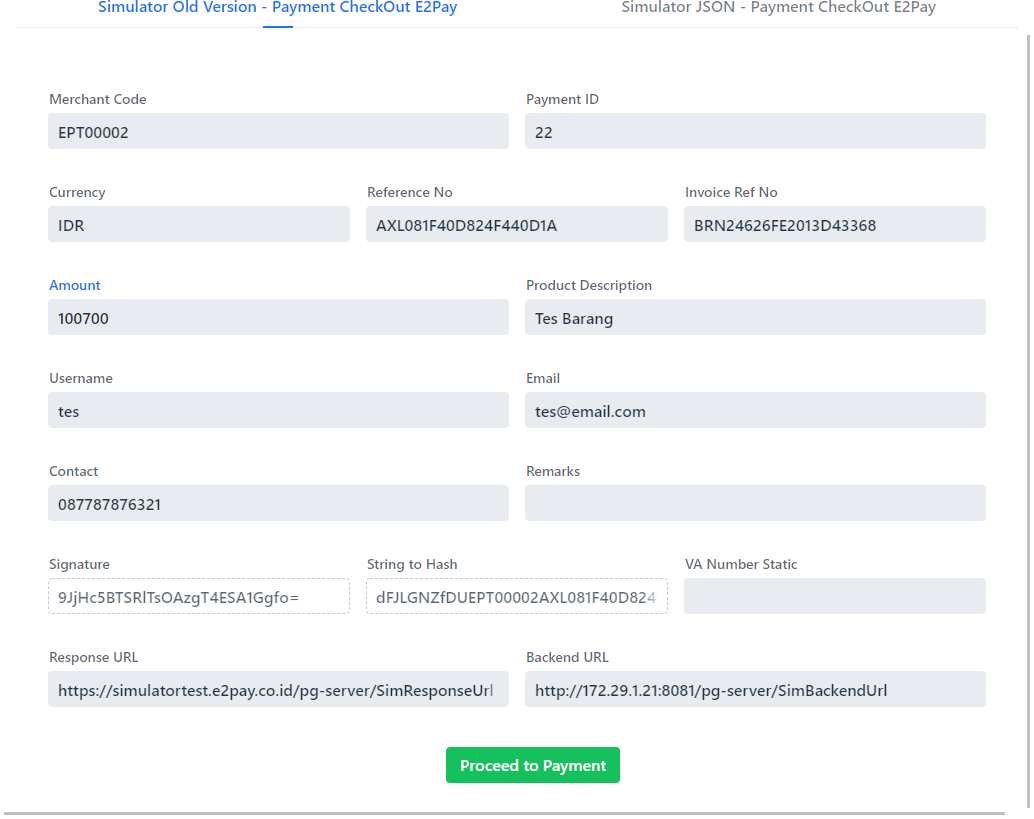 Simulator Old Version - Payment CheckOut E2Pay
Simulator JSON - Payment CheckOut E2Pay
Merchant Code
Payment ID
EPT00002
22
Currency
Reference No
Invoice Ref No
IDR
AXL081F40D824F440D1A
BRN24626FE2013D43368
Amount
Product Description
100700
Tes Barang
Username
Email
tes
tes@email.com
Contact
Remarks
087787876321
Signature
String to Hash
VA Number Static
9JjHc5BTSRlTsOAzgT4ESA1Ggfo=
dFJLGNZfDUEPT00002AXL081F40D824
Response URL
Backend URL
https://simulatortest.e2pay.co.id/pg-server/SimResponseUrl
http://172.29.1.21:8081/pg-server/SimBackendUrl
Proceed to Payment